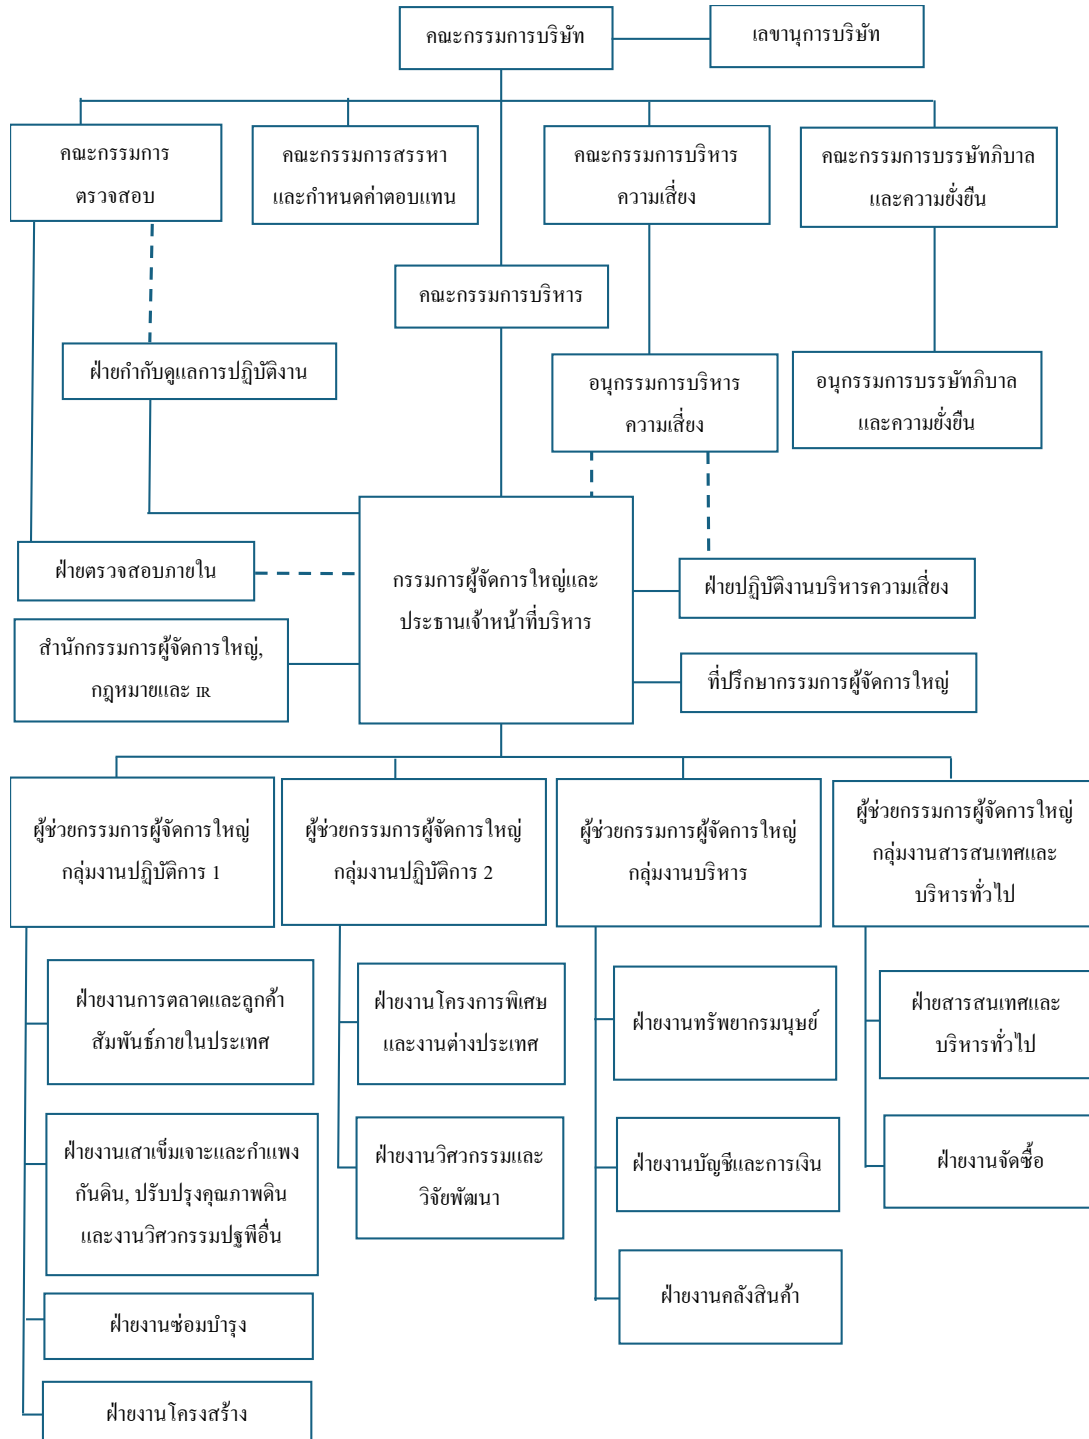 คณะกรรมการบริษัท
เลขานุการบริษัท
คณะกรรมการ
ตรวจสอบ
คณะกรรมการสรรหา
และกำหนดค่าตอบแทน
คณะกรรมการบริหาร
ความเสี่ยง
คณะกรรมการบรรษัทภิบาล
และความยั่งยืน
คณะกรรมการบริหาร
ฝ่ายกำกับดูแลการปฏิบัติงาน
อนุกรรมการบริหาร
ความเสี่ยง
อนุกรรมการบรรษัทภิบาล
และความยั่งยืน
ฝ่ายตรวจสอบภายใน
กรรมการผู้จัดการใหญ่และ
ประธานเจ้าหน้าที่บริหาร
ฝ่ายปฏิบัติงานบริหารความเสี่ยง
สำนักกรรมการผู้จัดการใหญ่,
กฎหมายและ IR
ที่ปรึกษากรรมการผู้จัดการใหญ่
ผู้ช่วยกรรมการผู้จัดการใหญ่
กลุ่มงานปฏิบัติการ 1
ผู้ช่วยกรรมการผู้จัดการใหญ่
กลุ่มงานปฏิบัติการ 2
ผู้ช่วยกรรมการผู้จัดการใหญ่
กลุ่มงานบริหาร
ผู้ช่วยกรรมการผู้จัดการใหญ่
กลุ่มงานสารสนเทศและ
บริหารทั่วไป
ฝ่ายงานการตลาดและลูกค้า
สัมพันธ์ภายในประเทศ
ฝ่ายงานโครงการพิเศษ
และงานต่างประเทศ
ฝ่ายงานทรัพยากรมนุษย์
ฝ่ายสารสนเทศและ
บริหารทั่วไป
ฝ่ายงานเสาเข็มเจาะและกำแพง
กันดิน, ปรับปรุงคุณภาพดิน
และงานวิศวกรรมปฐพีอื่น
ฝ่ายงานวิศวกรรมและ
วิจัยพัฒนา
ฝ่ายงานบัญชีและการเงิน
ฝ่ายงานจัดซื้อ
ฝ่ายงานซ่อมบำรุง
ฝ่ายงานคลังสินค้า
ฝ่ายงานโครงสร้าง